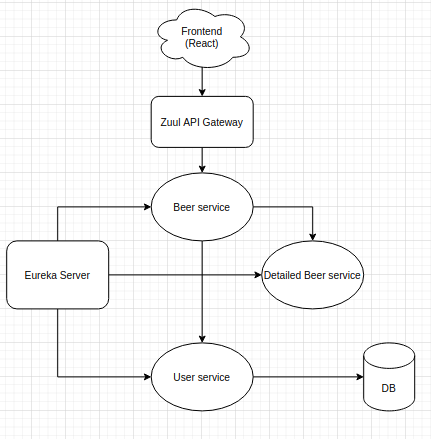 Frontend
(React)
Zuul API Gateway
Beer service
Eureka Server
Detailed Beer service
User service
DB